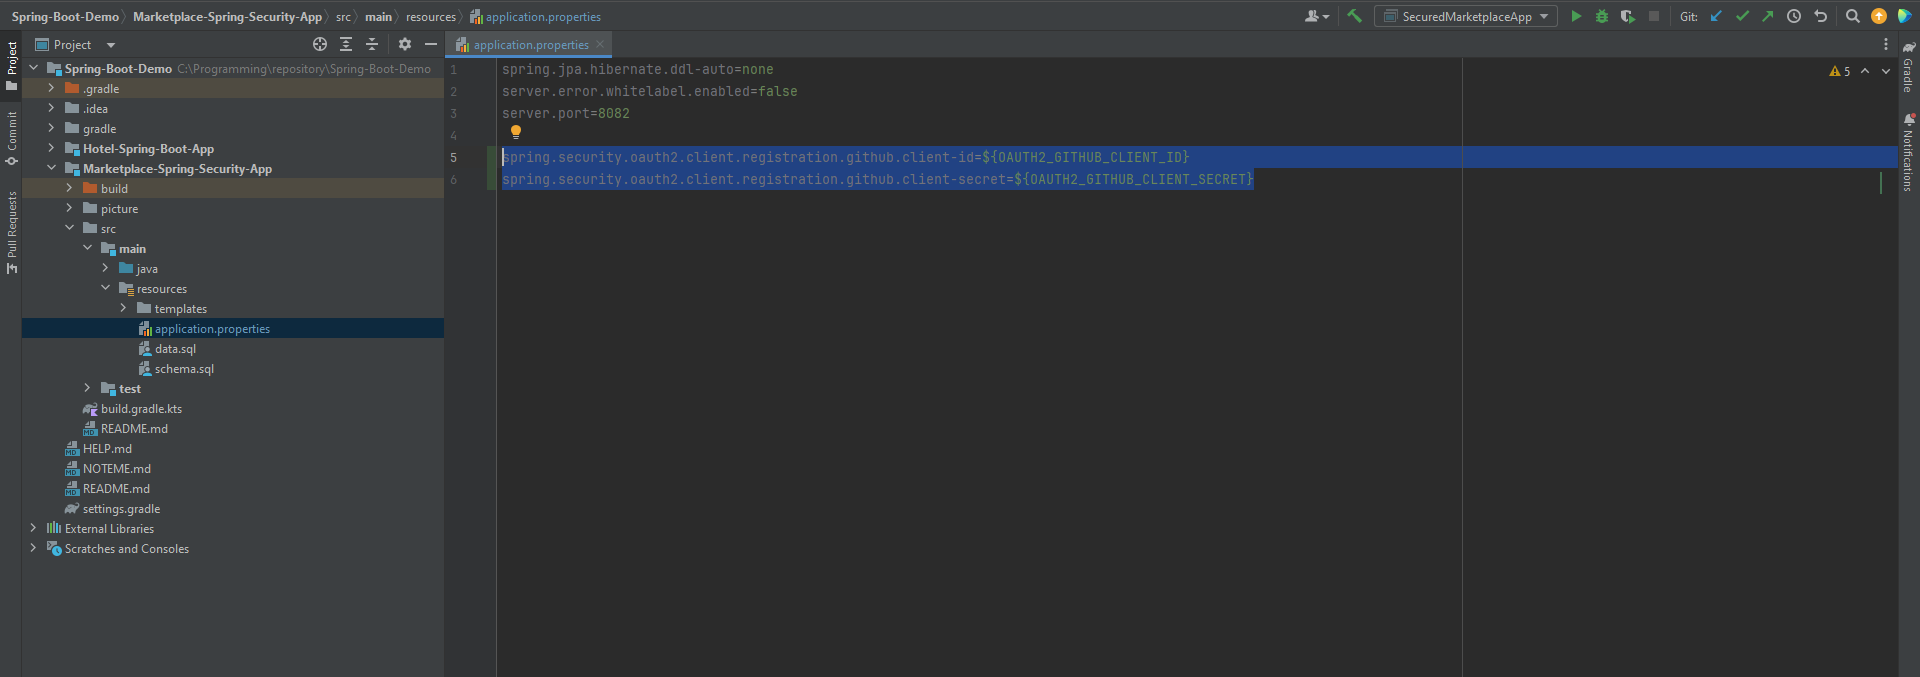 Spring-Boot-Demo Marketplace-Spring-Security-App src main resources application.properties
SecuredMarketplaceApp
Git:
Project
Commit
Pull Requests
Project
Spring-Boot-Demo C:\Programming\repository\Spring-Boot-Demo
.gradle
.idea
gradle
Hotel-Spring-Boot-App
Marketplace-Spring-Security-App
build
picture
src
main
java
resources
templates
application.properties
data.sql
schema.sql
test
build.gradle.kts
README.md
HELP.md
NOTEME.md
README.md
settings.gradle
External Libraries
Scratches and Consoles
application.properties
1 spring.jpa.hibernate.ddl-auto=none
2 server.error.whitelabel.enabled=false
3 server.port=8082
4
5 spring.security.oauth2.client.registration.github.client-id=${OAUTH2_GITHUB_CLIENT_ID}
6 spring.security.oauth2.client.registration.github.client-secret=${OAUTH2_GITHUB_CLIENT_SECRET}
5
Gradle
Notifications